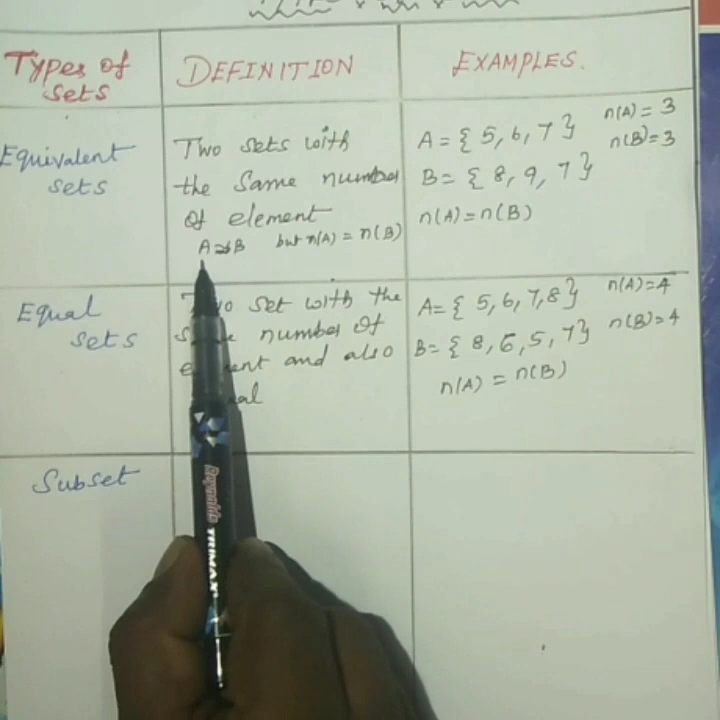 Types of
Sets
DEFINITION
EXAMPLES.
Equivalent
Sets
Two sets with
the same number
of element
A ≠ B but n(A) = n(B)
A = { 5, 6, 7 } n(A) = 3
B = { 8, 9, 7 } n(B) = 3
n(A) = n(B)
Equal
Sets
set with the
number of
and also
A = { 5, 6, 7, 8 } n(A) = 4
B = { 8, 6, 5, 7 } n(B) = 4
n(A) = n(B)
Subset
Reynolds TRIMAX